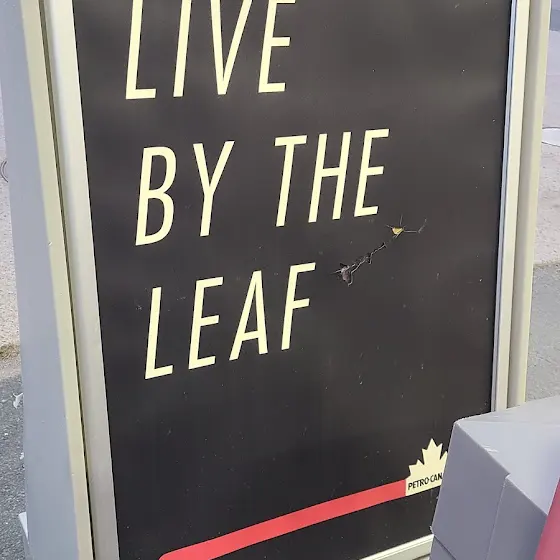 LIVE
BY THE
LEAF
PETRO-CAN